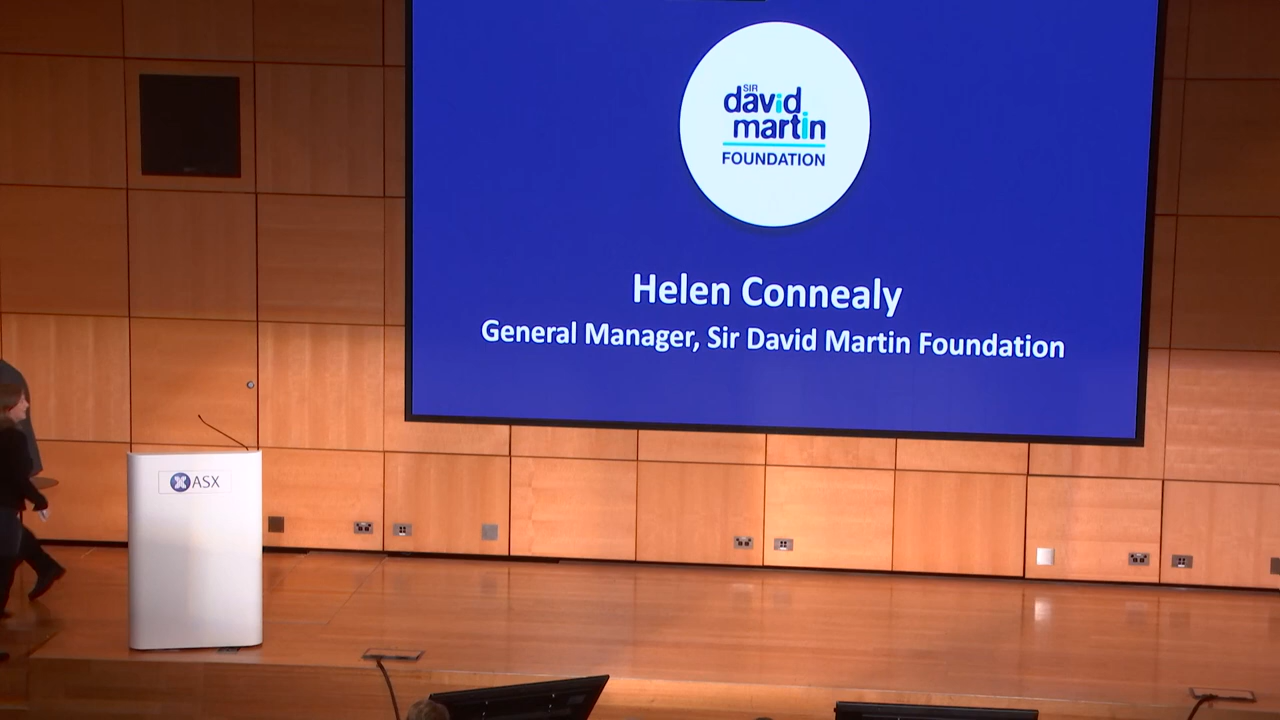 SIR
david
martin
FOUNDATION
Helen Connealy
General Manager, Sir David Martin Foundation
ASX